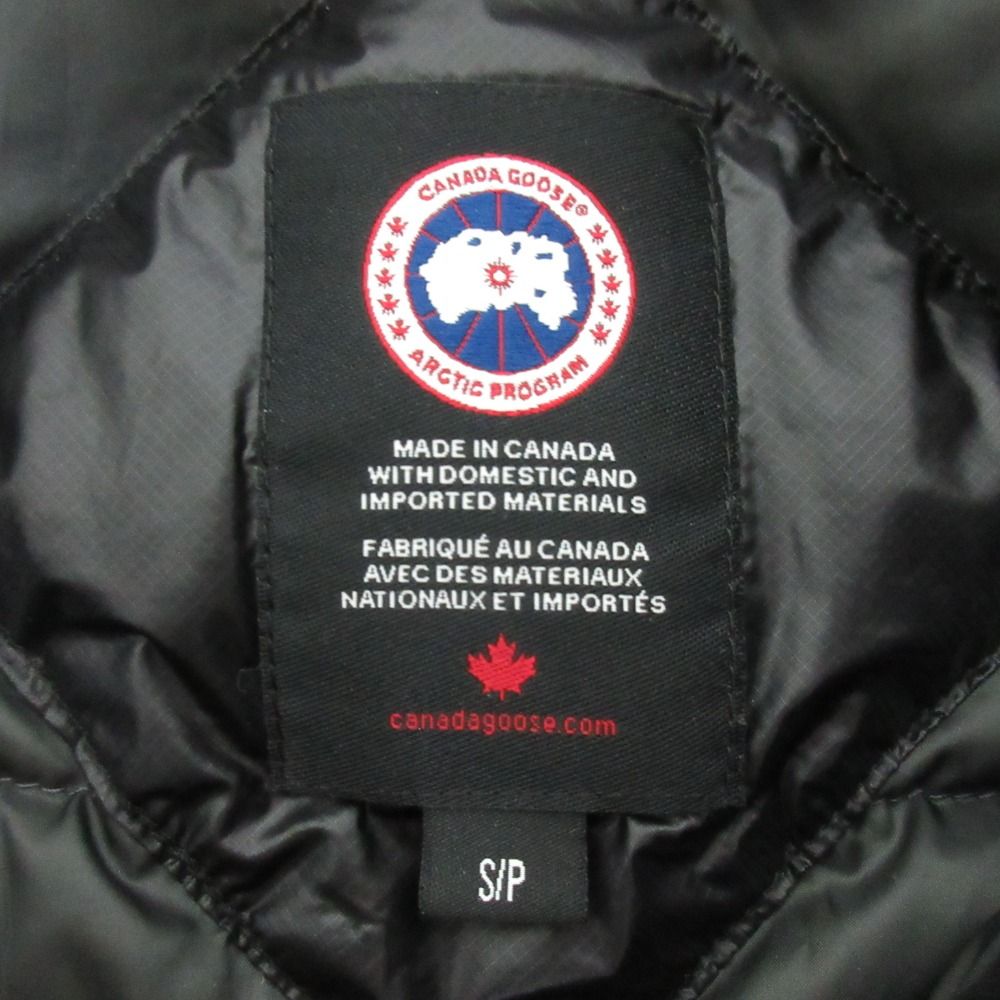 CANADA GOOSE®
ARCTIC PROGRAM
MADE IN CANADA
WITH DOMESTIC AND
IMPORTED MATERIALS
FABRIQUÉ AU CANADA
AVEC DES MATERIAUX
NATIONAUX ET IMPORTÉS
canadagoose.com
S/P